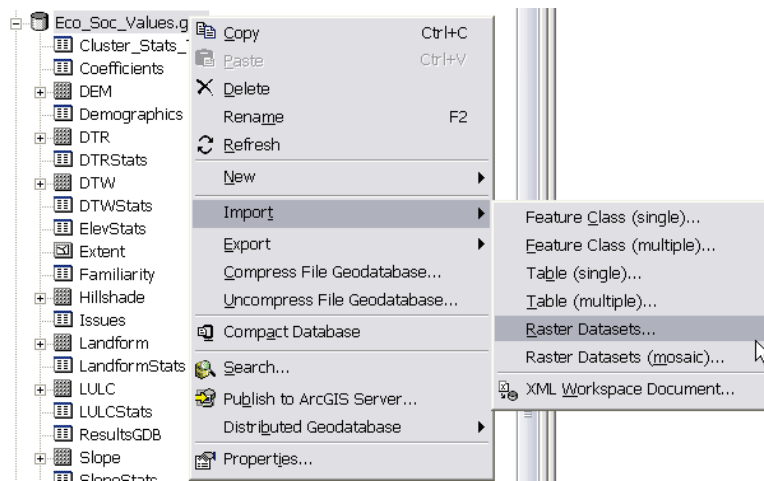 Eco_Soc_Values.g
Cluster_Stats_
Coefficients
DEM
Demographics
DTR
DTRStats
DTW
DTWStats
ElevStats
Extent
Familiarity
Hillshade
Issues
Landform
LandformStats
LULC
LULCStats
ResultsGDB
Slope
SlopeStats
Copy Ctrl+C
Paste Ctrl+V
Delete
Rename F2
Refresh
New
Import
Export
Compress File Geodatabase...
Uncompress File Geodatabase...
Compact Database
Search...
Publish to ArcGIS Server...
Distributed Geodatabase
Properties...
Feature Class (single)...
Feature Class (multiple)...
Table (single)...
Table (multiple)...
Raster Datasets...
Raster Datasets (mosaic)...
XML Workspace Document...